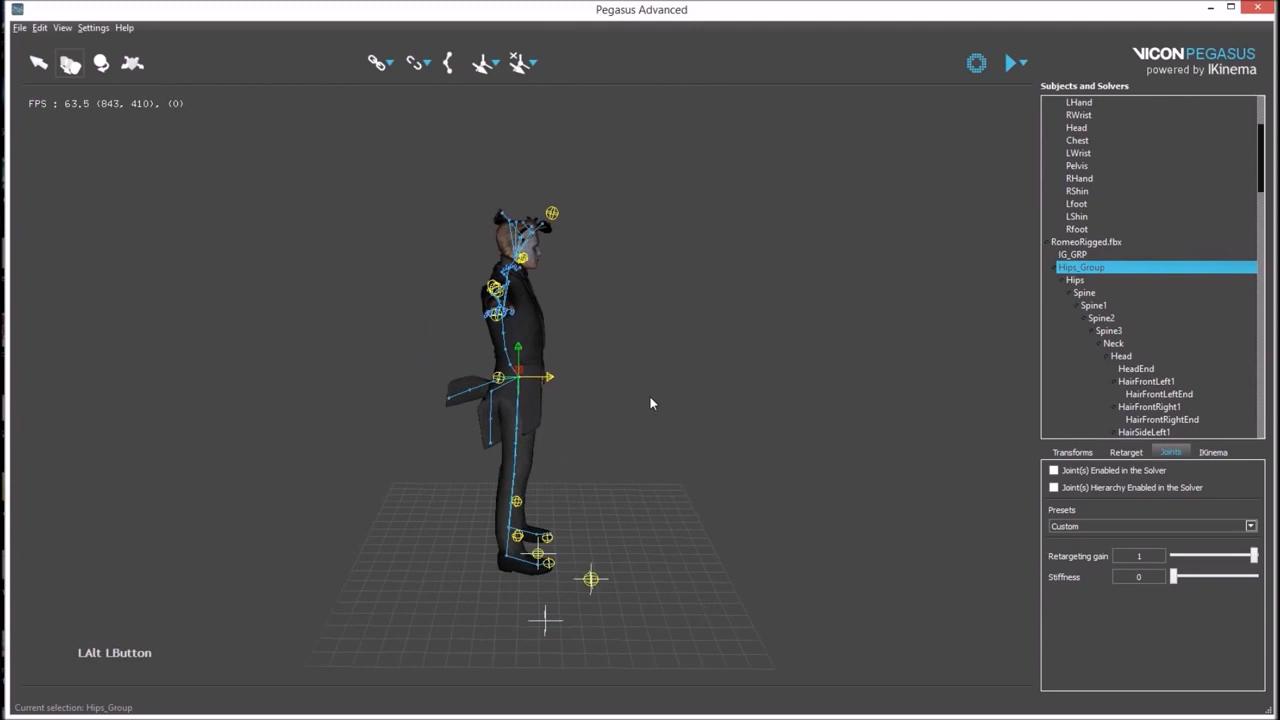 Pegasus Advanced
File Edit View Settings Help
VICON PEGASUS
powered by IKinema
Subjects and Solvers
FPS : 63.5 (843, 410), (0)
LHand
RWrist
Head
Chest
LWrist
Pelvis
RHand
RShin
Lfoot
LShin
Rfoot
RomeoRigged.fbx
IG_GRP
Hips_Group
Hips
Spine
Spine1
Spine2
Spine3
Neck
Head
HeadEnd
HairFrontLeft1
HairFrontLeftEnd
HairFrontRight1
HairFrontRightEnd
HairSideLeft1
Transforms Retarget Joints IKinema
Joint(s) Enabled in the Solver
Joint(s) Hierarchy Enabled in the Solver
Presets
Custom
Retargeting gain 1
Stiffness 0
LAlt LButton
Current selection: Hips_Group